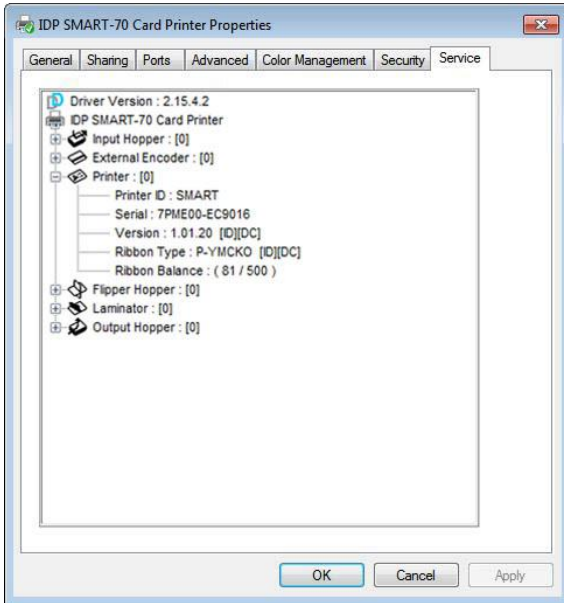 IDP SMART-70 Card Printer Properties
General Sharing Ports Advanced Color Management Security Service
Driver Version : 2.15.4.2
IDP SMART-70 Card Printer
Input Hopper : [0]
External Encoder : [0]
Printer : [0]
Printer ID : SMART
Serial : 7PME00-EC9016
Version : 1.01.20 [ID][DC]
Ribbon Type : P-YMCKO [ID][DC]
Ribbon Balance : ( 81 / 500 )
Flipper Hopper : [0]
Laminator : [0]
Output Hopper : [0]
OK Cancel Apply